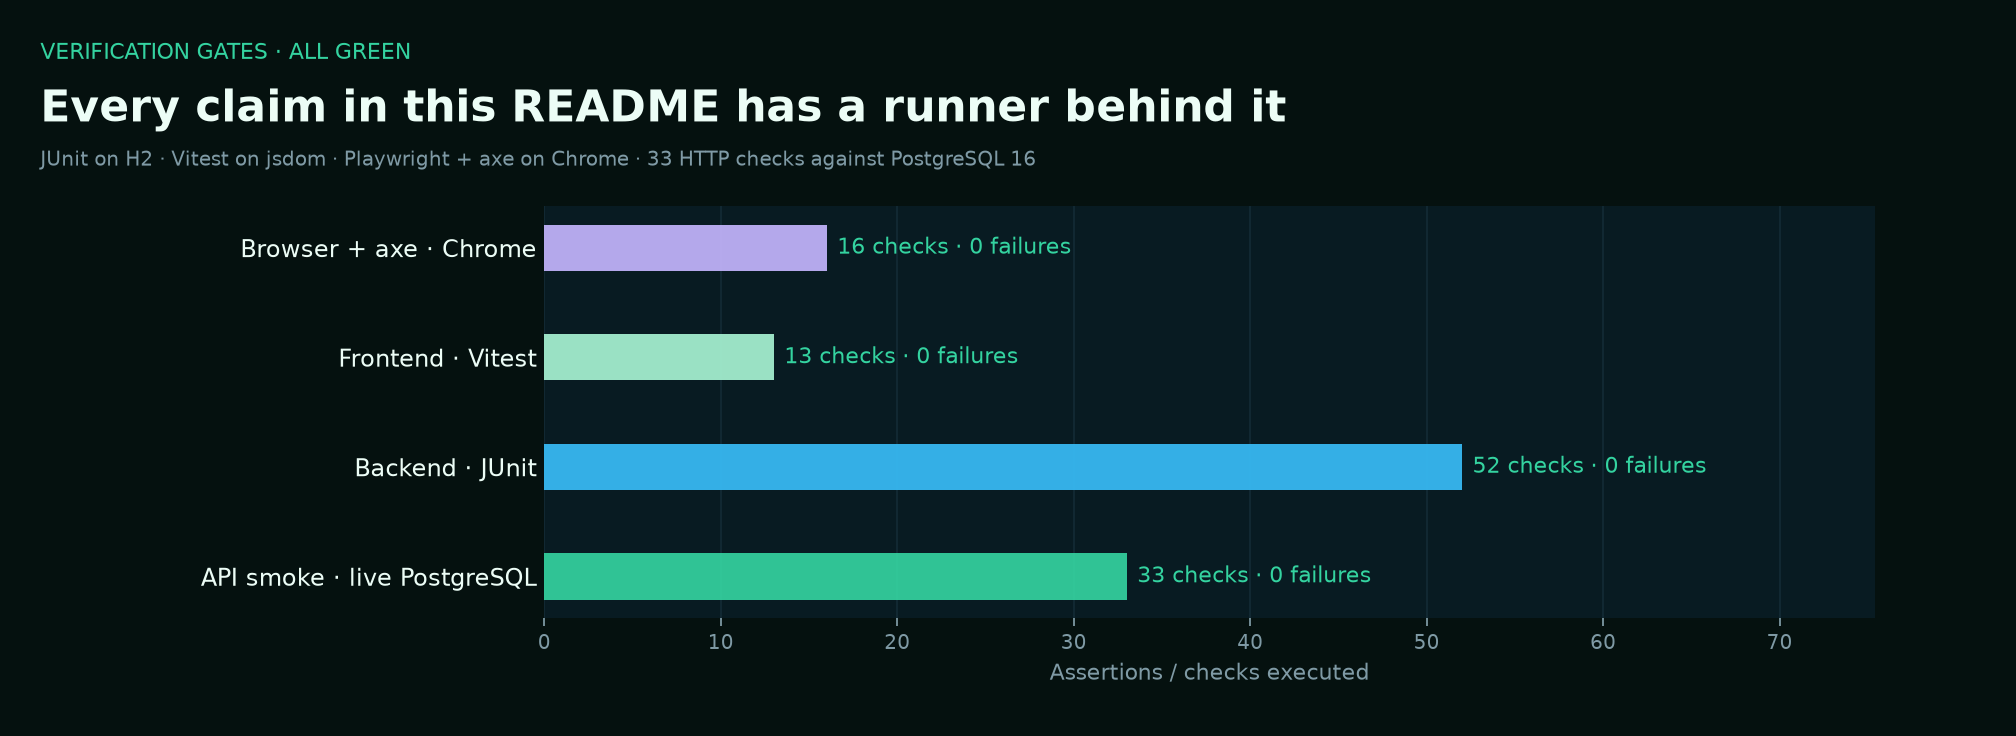 VERIFICATION GATES · ALL GREEN
Every claim in this README has a runner behind it
JUnit on H2 · Vitest on jsdom · Playwright + axe on Chrome · 33 HTTP checks against PostgreSQL 16
Browser + axe · Chrome
16 checks · 0 failures
Frontend · Vitest
13 checks · 0 failures
Backend · JUnit
52 checks · 0 failures
API smoke · live PostgreSQL
33 checks · 0 failures
0 10 20 30 40 50 60 70
Assertions / checks executed